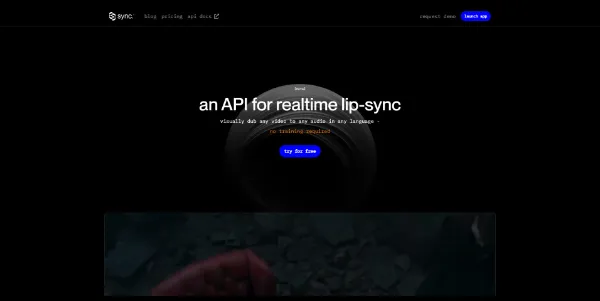 sync.
blog pricing api docs
request demo launch app
[beta]
an API for realtime lip-sync
visually dub any video to any audio in any language -
no training required
try for free